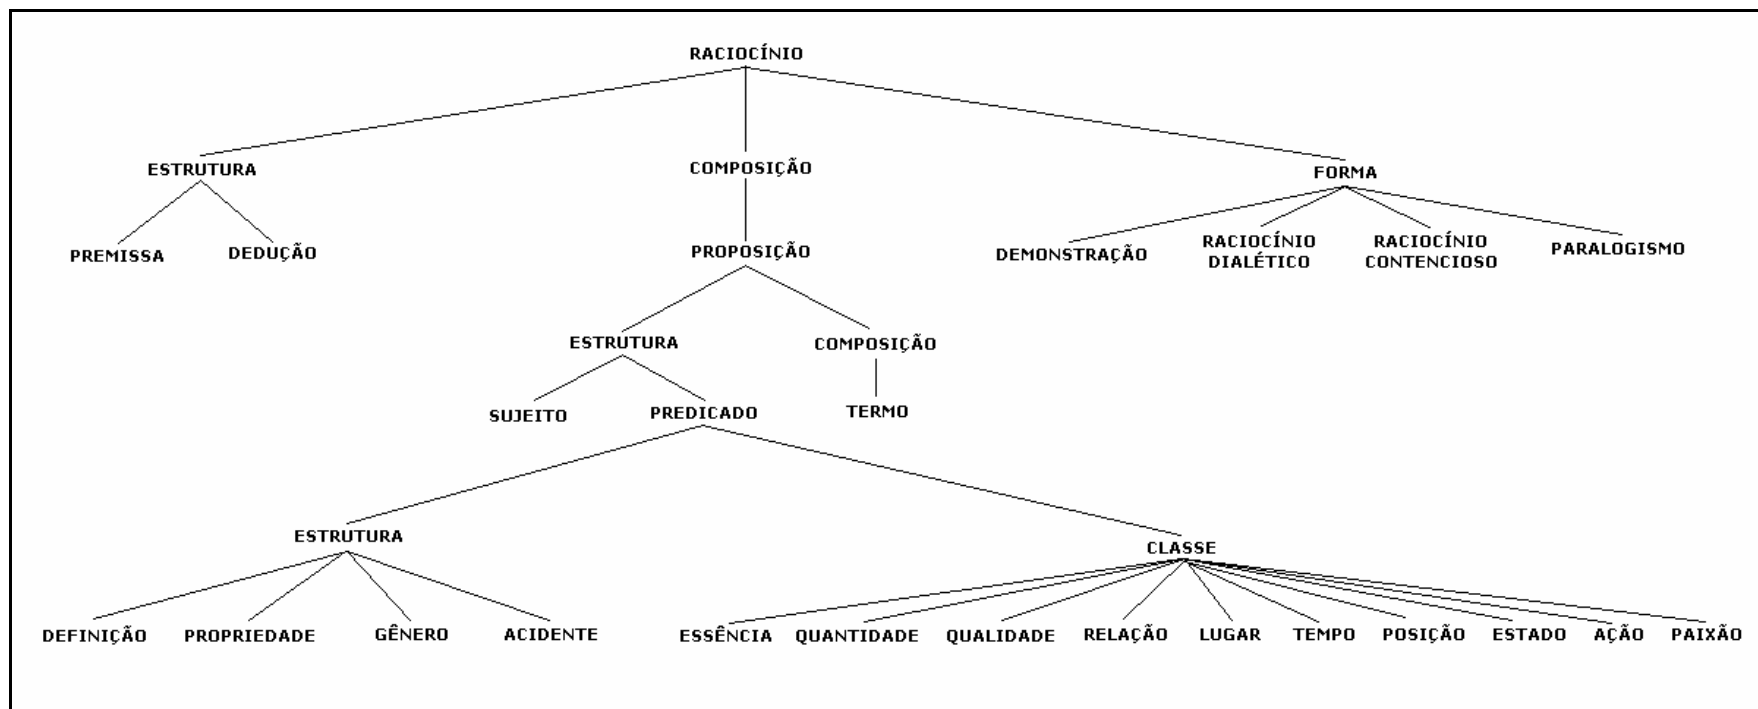 RACIOCÍNIO
ESTRUTURA
COMPOSIÇÃO
FORMA
PREMISSA
DEDUÇÃO
PROPOSIÇÃO
DEMONSTRAÇÃO
RACIOCÍNIO
DIALÉTICO
RACIOCÍNIO
CONTENCIOSO
PARALOGISMO
ESTRUTURA
COMPOSIÇÃO
SUJEITO
PREDICADO
TERMO
ESTRUTURA
CLASSE
DEFINIÇÃO
PROPRIEDADE
GÊNERO
ACIDENTE
ESSÊNCIA
QUANTIDADE
QUALIDADE
RELAÇÃO
LUGAR
TEMPO
POSIÇÃO
ESTADO
AÇÃO
PAIXÃO